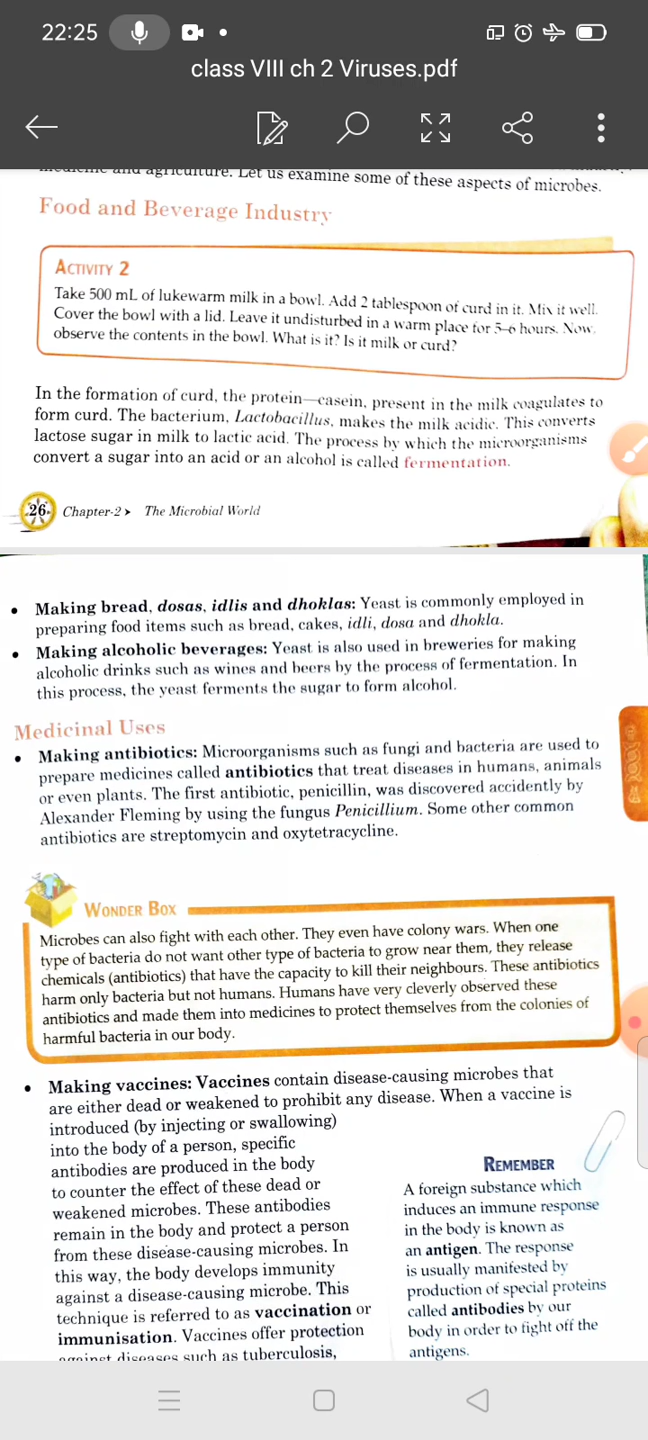 22:25
class VIII ch 2 Viruses.pdf
medicine and agriculture. Let us examine some of these aspects of microbes.
Food and Beverage Industry
ACTIVITY 2
Take 500 mL of lukewarm milk in a bowl. Add 2 tablespoon of curd in it. Mix it well.
Cover the bowl with a lid. Leave it undisturbed in a warm place for 5–6 hours. Now
observe the contents in the bowl. What is it? Is it milk or curd?
In the formation of curd, the protein—casein, present in the milk coagulates to
form curd. The bacterium, Lactobacillus, makes the milk acidic. This converts
lactose sugar in milk to lactic acid. The process by which the microorganisms
convert a sugar into an acid or an alcohol is called fermentation.
26 Chapter-2 > The Microbial World
• Making bread, dosas, idlis and dhoklas: Yeast is commonly employed in
preparing food items such as bread, cakes, idli, dosa and dhokla.
• Making alcoholic beverages: Yeast is also used in breweries for making
alcoholic drinks such as wines and beers by the process of fermentation. In
this process, the yeast ferments the sugar to form alcohol.
Medicinal Uses
• Making antibiotics: Microorganisms such as fungi and bacteria are used to
prepare medicines called antibiotics that treat diseases in humans, animals
or even plants. The first antibiotic, penicillin, was discovered accidently by
Alexander Fleming by using the fungus Penicillium. Some other common
antibiotics are streptomycin and oxytetracycline.
WONDER BOX
Microbes can also fight with each other. They even have colony wars. When one
type of bacteria do not want other type of bacteria to grow near them, they release
chemicals (antibiotics) that have the capacity to kill their neighbours. These antibiotics
harm only bacteria but not humans. Humans have very cleverly observed these
antibiotics and made them into medicines to protect themselves from the colonies of
harmful bacteria in our body.
• Making vaccines: Vaccines contain disease-causing microbes that
are either dead or weakened to prohibit any disease. When a vaccine is
introduced (by injecting or swallowing)
into the body of a person, specific
antibodies are produced in the body
to counter the effect of these dead or
weakened microbes. These antibodies
remain in the body and protect a person
from these disease-causing microbes. In
this way, the body develops immunity
against a disease-causing microbe. This
technique is referred to as vaccination or
immunisation. Vaccines offer protection
against diseases such as tuberculosis,
REMEMBER
A foreign substance which
induces an immune response
in the body is known as
an antigen. The response
is usually manifested by
production of special proteins
called antibodies by our
body in order to fight off the
antigens.